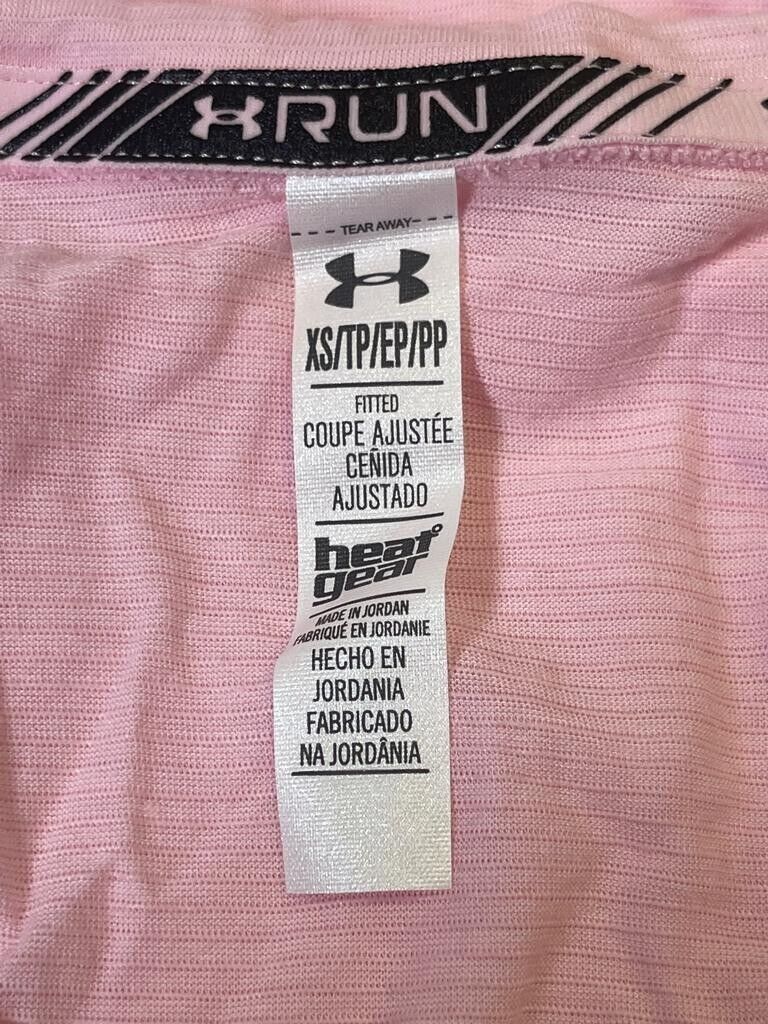 RUN
TEAR AWAY
XS/TP/EP/PP
FITTED
COUPE AJUSTÉE
CEÑIDA
AJUSTADO
heat
gear
MADE IN JORDAN
FABRIQUÉ EN JORDANIE
HECHO EN
JORDANIA
FABRICADO
NA JORDÂNIA